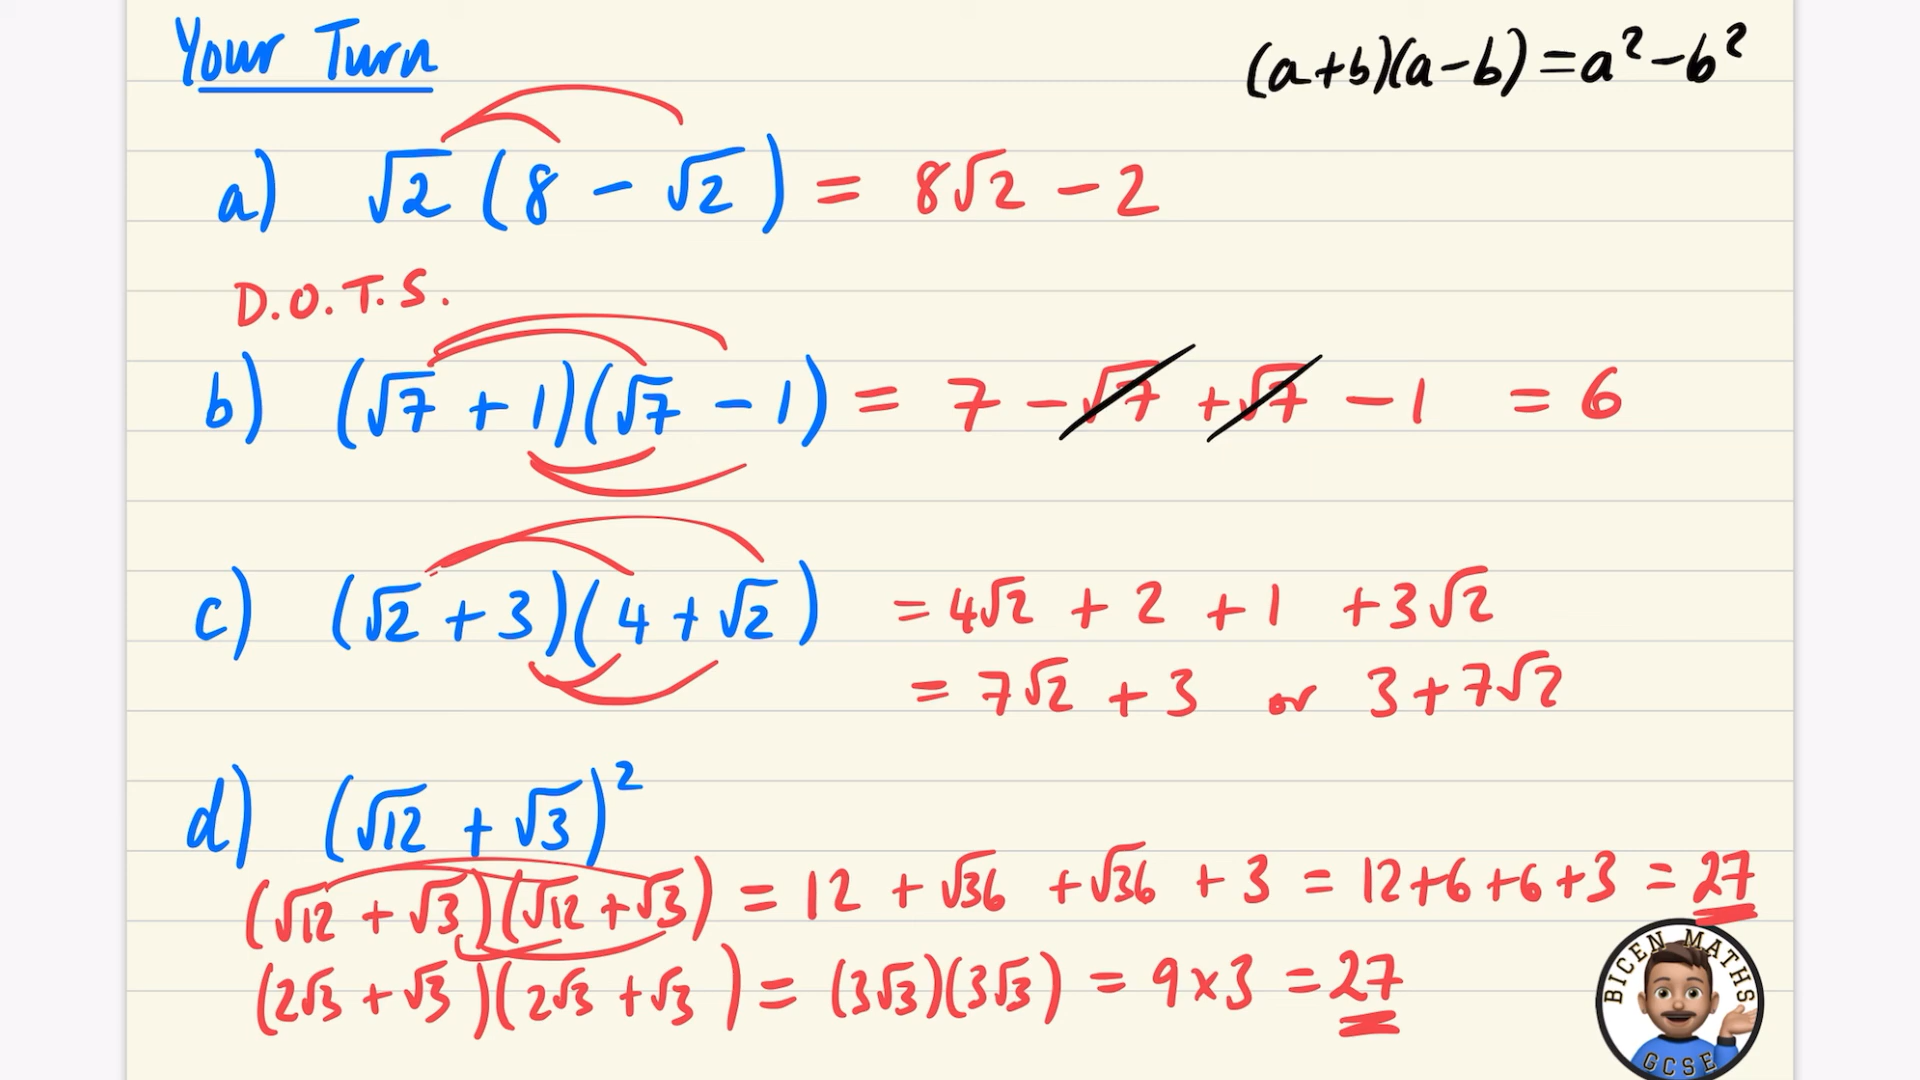 Your Turn
(a+b)(a-b)=a²-b²
a) √2 (8 - √2) = 8√2 - 2
D.O.T.S.
b) (√7 + 1)(√7 - 1) = 7 - √7 + √7 - 1 = 6
c) (√2 + 3)(4 + √2) = 4√2 + 2 + 1 + 3√2
= 7√2 + 3 or 3 + 7√2
d) (√12 + √3)²
(√12 + √3)(√12 + √3) = 12 + √36 + √36 + 3 = 12+6+6+3 = 27
(2√3 + √3)(2√3 + √3) = (3√3)(3√3) = 9×3 = 27
BICEN MATHS
GCSE